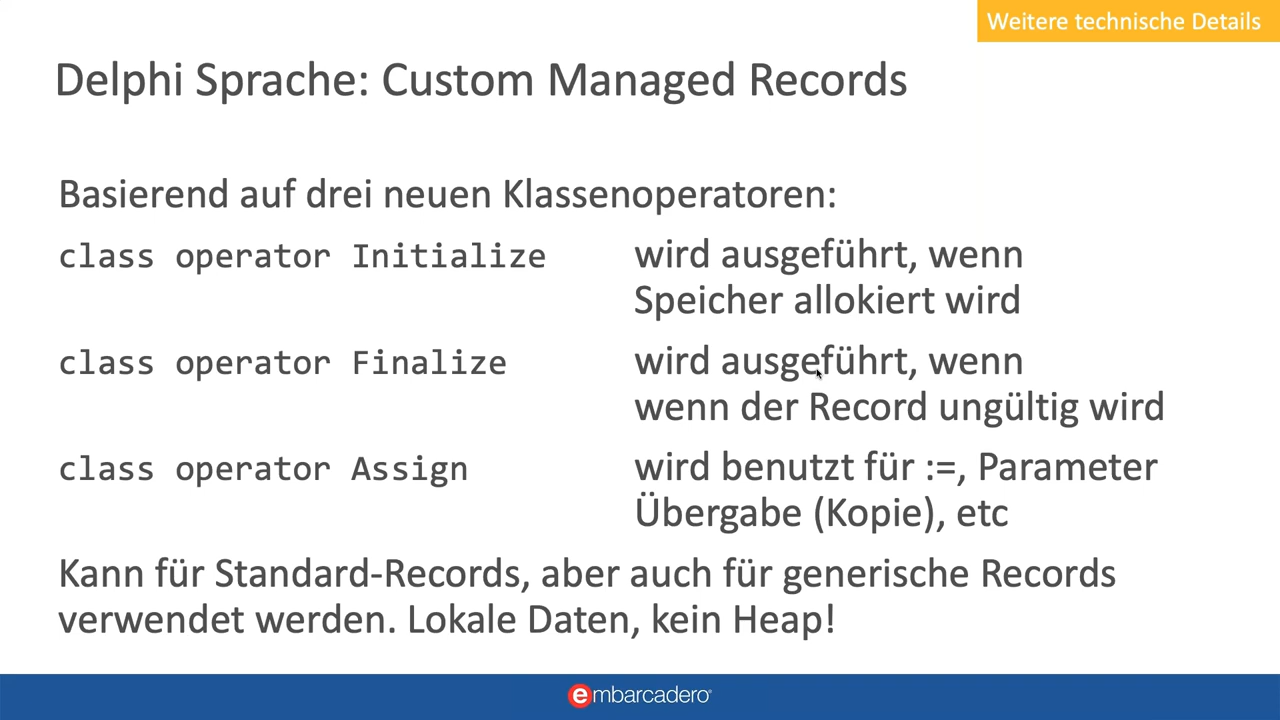 Weitere technische Details
Delphi Sprache: Custom Managed Records
Basierend auf drei neuen Klassenoperatoren:
class operator Initialize wird ausgeführt, wenn
Speicher allokiert wird
class operator Finalize wird ausgeführt, wenn
wenn der Record ungültig wird
class operator Assign wird benutzt für :=, Parameter
Übergabe (Kopie), etc
Kann für Standard-Records, aber auch für generische Records
verwendet werden. Lokale Daten, kein Heap!
embarcadero